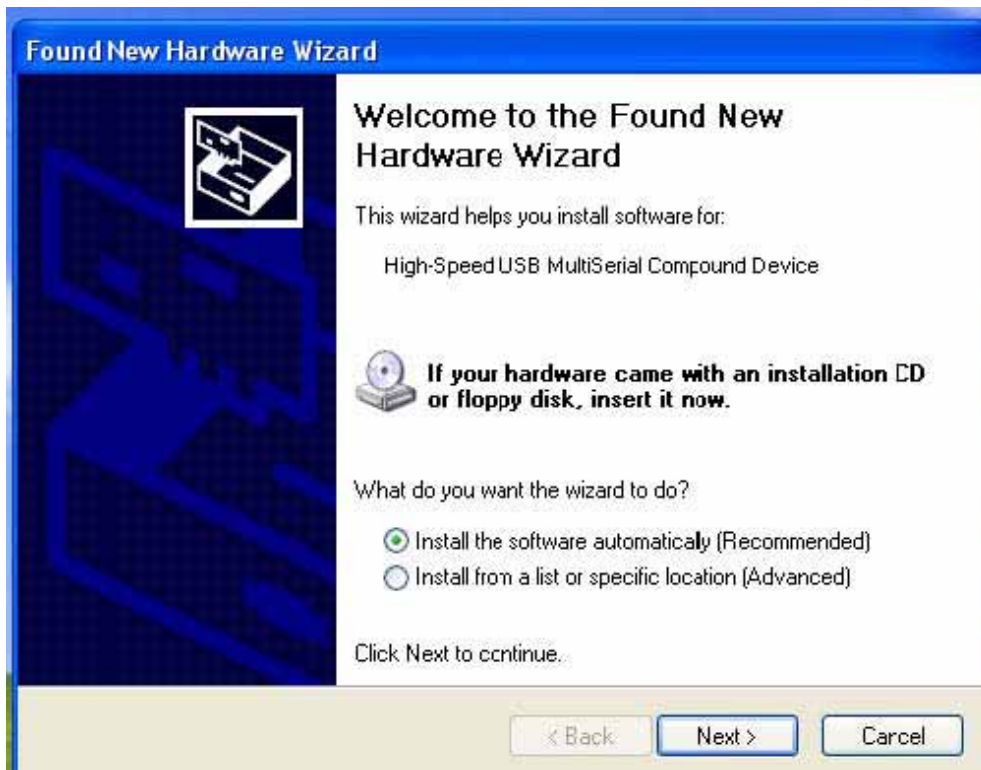 Found New Hardware Wizard
Welcome to the Found New
Hardware Wizard
This wizard helps you install software for:
High-Speed USB MultiSerial Compound Device
If your hardware came with an installation CD
or floppy disk, insert it now.
What do you want the wizard to do?
Install the software automatically (Recommended)
Install from a list or specific location (Advanced)
Click Next to continue.
< Back
Next >
Cancel